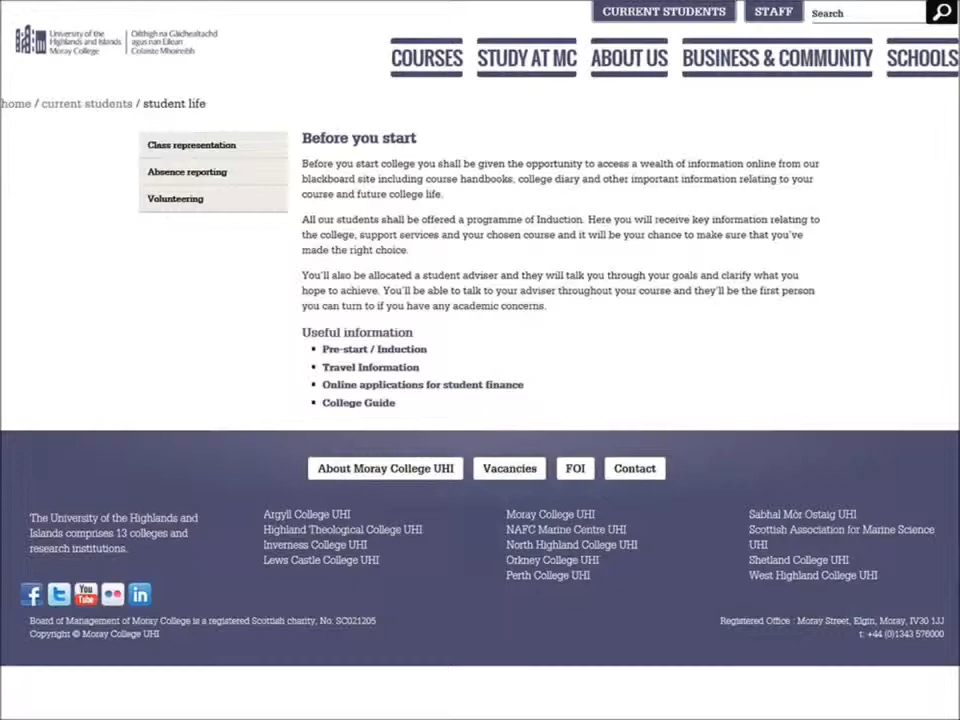 CURRENT STUDENTS
STAFF
Search
University of the
Highlands and Islands
Moray College
Oilthigh na Gàidhealtachd
agus nan Eilean
Colaiste Mhoireibh
COURSES
STUDY AT MC
ABOUT US
BUSINESS & COMMUNITY
SCHOOLS
home / current students / student life
Class representation
Absence reporting
Volunteering
Before you start
Before you start college you shall be given the opportunity to access a wealth of information online from our
blackboard site including course handbooks, college diary and other important information relating to your
course and future college life.
All our students shall be offered a programme of Induction. Here you will receive key information relating to
the college, support services and your chosen course and it will be your chance to make sure that you've
made the right choice.
You'll also be allocated a student adviser and they will talk you through your goals and clarify what you
hope to achieve. You'll be able to talk to your adviser throughout your course and they'll be the first person
you can turn to if you have any academic concerns.
Useful information
Pre-start / Induction
Travel Information
Online applications for student finance
College Guide
About Moray College UHI
Vacancies
FOI
Contact
The University of the Highlands and
Islands comprises 13 colleges and
research institutions.
Argyll College UHI
Highland Theological College UHI
Inverness College UHI
Lews Castle College UHI
Moray College UHI
NAFC Marine Centre UHI
North Highland College UHI
Orkney College UHI
Perth College UHI
Sabhal Mòr Ostaig UHI
Scottish Association for Marine Science
UHI
Shetland College UHI
West Highland College UHI
You
Tube
in
Board of Management of Moray College is a registered Scottish charity, No: SC021205
Copyright © Moray College UHI
Registered Office : Moray Street, Elgin, Moray, IV30 1JJ
t: +44 (0)1343 576000